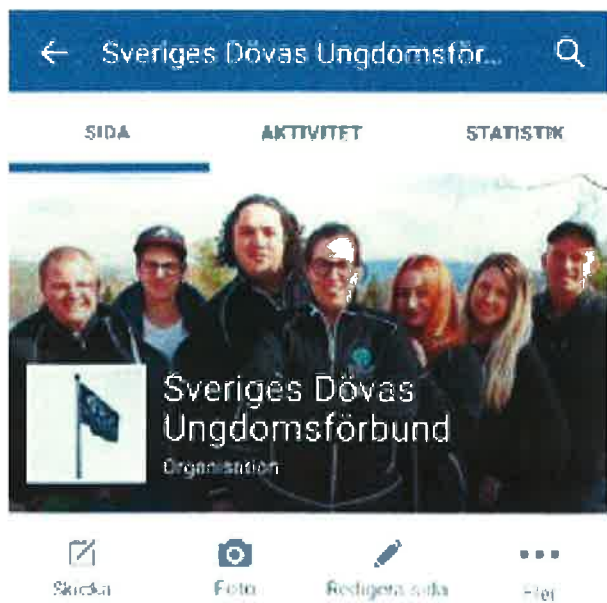 Sveriges Dövas Ungdomsför...
SIDA AKTIVITET STATISTIK
Sveriges Dövas
Ungdomsförbund
Organisation
Skicka Foto Redigera sida Fler